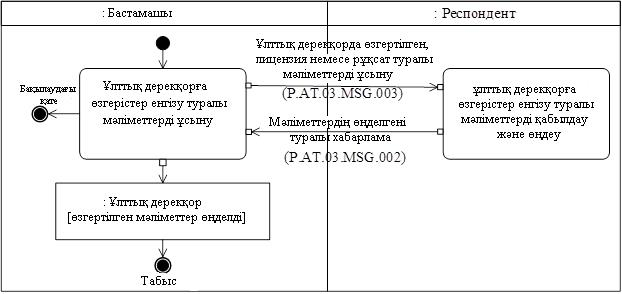 : Бастамашы
: Респондент
Ұлттық дерекқорда өзгертілген,
лицензия немесе рұқсат туралы
мәліметтерді ұсыну
(P.AT.03.MSG.003)
Бақылаудағы
қате
Ұлттық дерекқорға
өзгерістер енгізу туралы
мәліметтерді ұсыну
ұлттық дерекқорға
өзгерістер енгізу туралы
мәліметтерді қабылдау
және өңдеу
Мәліметтердің өңделгені
туралы хабарлама
(P.AT.03.MSG.002)
: Ұлттық дерекқор
[өзгертілген мәліметтер өңделді]
Табыс